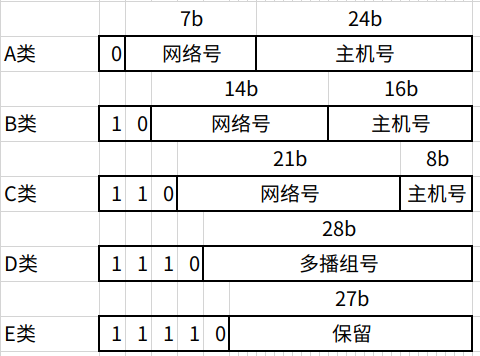 7b 24b
A类 0 网络号 主机号
14b 16b
B类 1 0 网络号 主机号
21b 8b
C类 1 1 0 网络号 主机号
28b
D类 1 1 1 0 多播组号
27b
E类 1 1 1 1 0 保留